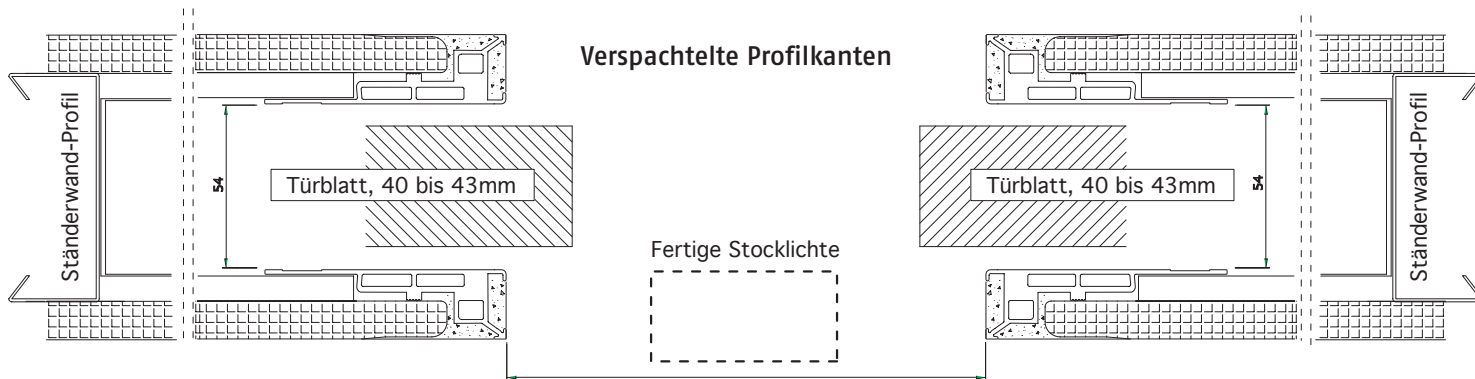 Verspachtelte Profilkanten
Ständerwand-Profil
54
Türblatt, 40 bis 43mm
Türblatt, 40 bis 43mm
54
Ständerwand-Profil
Fertige Stocklichte